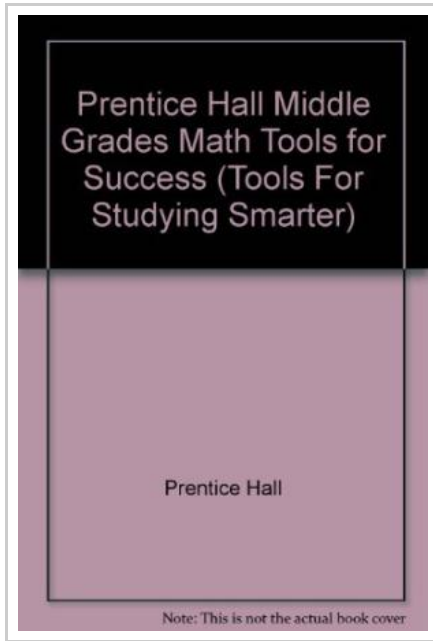 Prentice Hall Middle
Grades Math Tools for
Success (Tools For
Studying Smarter)
Prentice Hall
Note: This is not the actual book cover